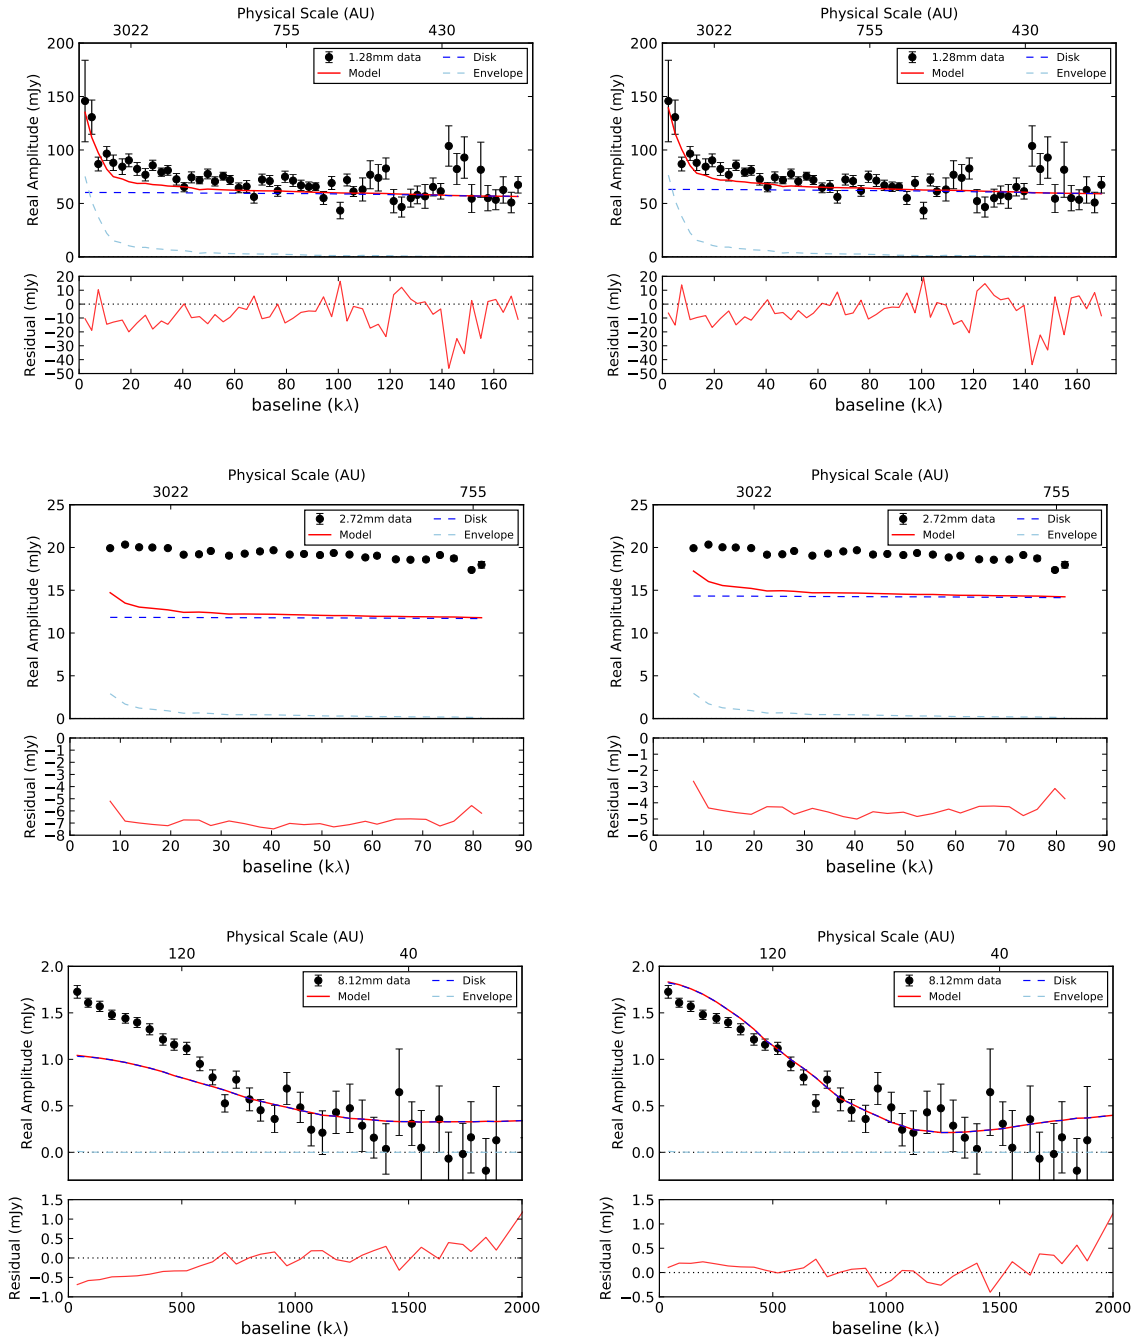 Physical Scale (AU)
3022 755 430
200
150
100
50
0
Real Amplitude (mJy)
1.28mm data
Model
Disk
Envelope
20
10
0
−10
−20
−30
−40
−50
Residual (mJy)
0 20 40 60 80 100 120 140 160
baseline (kλ)
Physical Scale (AU)
3022 755 430
200
150
100
50
0
Real Amplitude (mJy)
1.28mm data
Model
Disk
Envelope
20
10
0
−10
−20
−30
−40
−50
Residual (mJy)
0 20 40 60 80 100 120 140 160
baseline (kλ)
Physical Scale (AU)
3022 755
25
20
15
10
5
0
Real Amplitude (mJy)
2.72mm data
Model
Disk
Envelope
0
−1
−2
−3
−4
−5
−6
−7
−8
Residual (mJy)
0 10 20 30 40 50 60 70 80 90
baseline (kλ)
Physical Scale (AU)
3022 755
25
20
15
10
5
0
Real Amplitude (mJy)
2.72mm data
Model
Disk
Envelope
0
−1
−2
−3
−4
−5
−6
Residual (mJy)
0 10 20 30 40 50 60 70 80 90
baseline (kλ)
Physical Scale (AU)
120 40
2.0
1.5
1.0
0.5
0.0
Real Amplitude (mJy)
8.12mm data
Model
Disk
Envelope
1.5
1.0
0.5
0.0
−0.5
−1.0
Residual (mJy)
0 500 1000 1500 2000
baseline (kλ)
Physical Scale (AU)
120 40
2.0
1.5
1.0
0.5
0.0
Real Amplitude (mJy)
8.12mm data
Model
Disk
Envelope
1.5
1.0
0.5
0.0
−0.5
Residual (mJy)
0 500 1000 1500 2000
baseline (kλ)